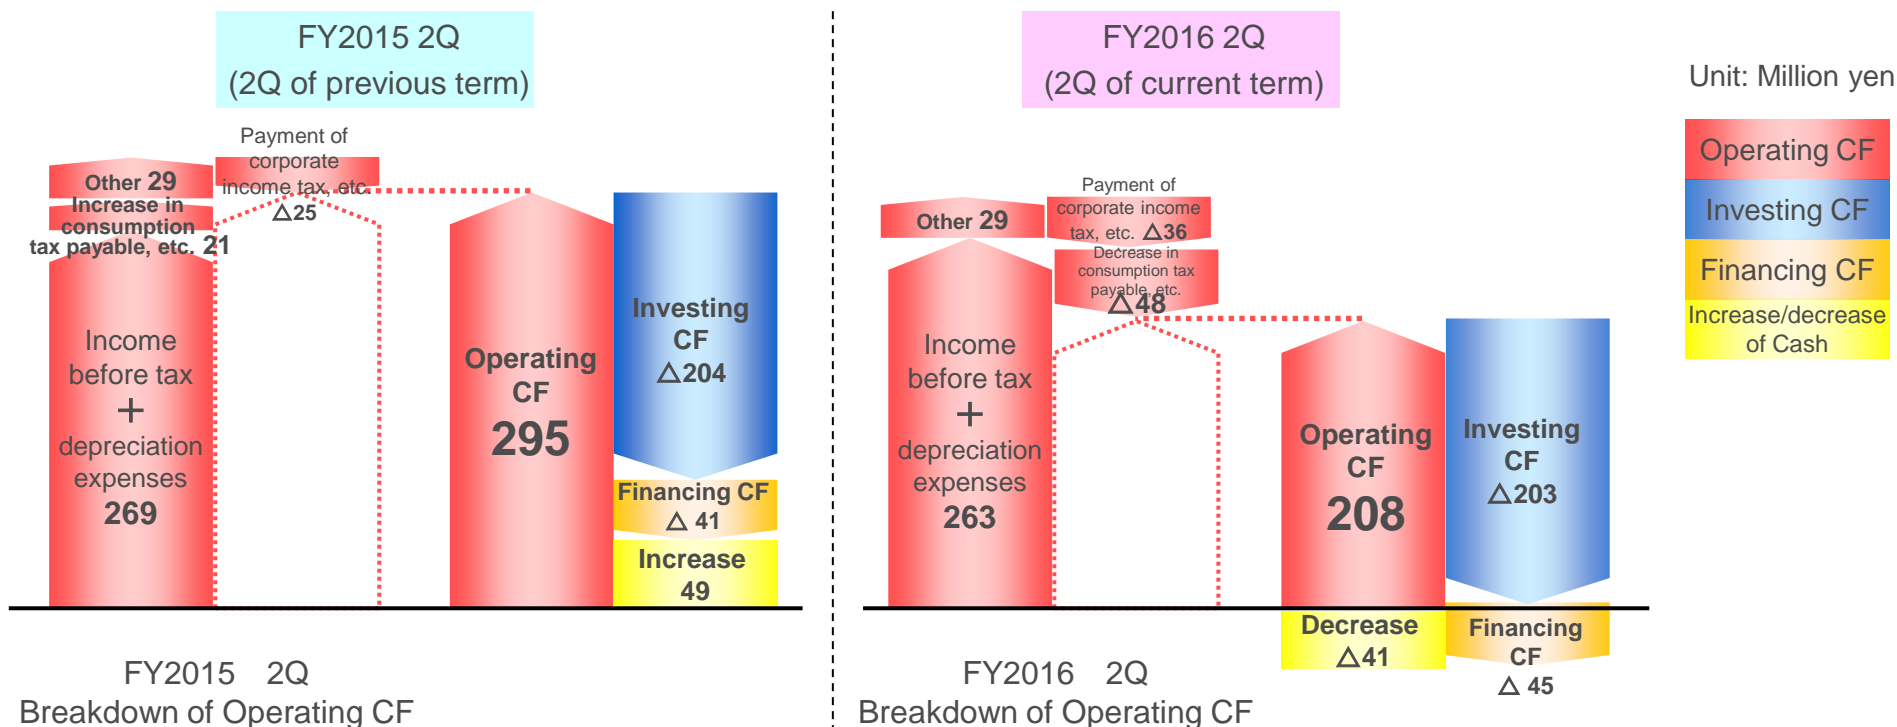 FY2015 2Q
(2Q of previous term)
Other 29
Increase in
consumption
tax payable, etc. 21
Payment of
corporate
income tax, etc.
△25
Income
before tax
+
depreciation
expenses
269
Operating
CF
295
Investing
CF
△204
Financing CF
△ 41
Increase
49
FY2015 2Q
Breakdown of Operating CF
FY2016 2Q
(2Q of current term)
Other 29
Payment of
corporate income
tax, etc. △36
Decrease in
consumption tax
payable, etc.
△48
Income
before tax
+
depreciation
expenses
263
Operating
CF
208
Investing
CF
△203
Decrease
△41
Financing
CF
△ 45
FY2016 2Q
Breakdown of Operating CF
Unit: Million yen
Operating CF
Investing CF
Financing CF
Increase/decrease
of Cash